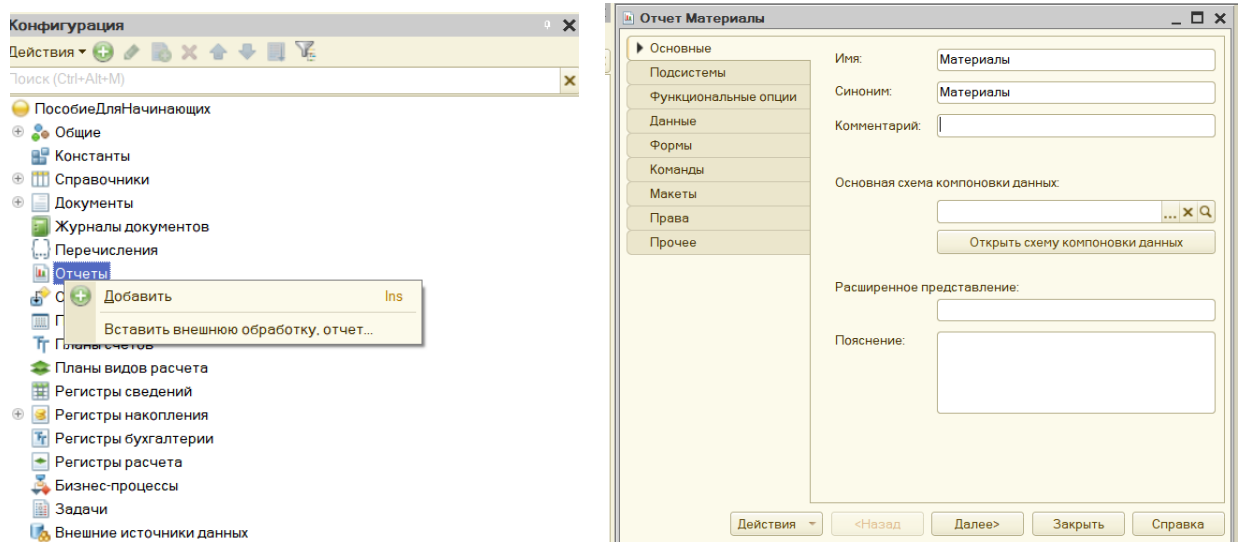 Конфигурация
Действия
Поиск (Ctrl+Alt+M)
ПособиеДляНачинающих
Общие
Константы
Справочники
Документы
Журналы документов
Перечисления
Отчеты
Добавить Ins
Вставить внешнюю обработку, отчет...
Планы счетов
Планы видов расчета
Регистры сведений
Регистры накопления
Регистры бухгалтерии
Регистры расчета
Бизнес-процессы
Задачи
Внешние источники данных
Отчет Материалы
Основные
Подсистемы
Функциональные опции
Данные
Формы
Команды
Макеты
Права
Прочее
Имя: Материалы
Синоним: Материалы
Комментарий:
Основная схема компоновки данных:
...
Открыть схему компоновки данных
Расширенное представление:
Пояснение:
Действия <Назад Далее> Закрыть Справка